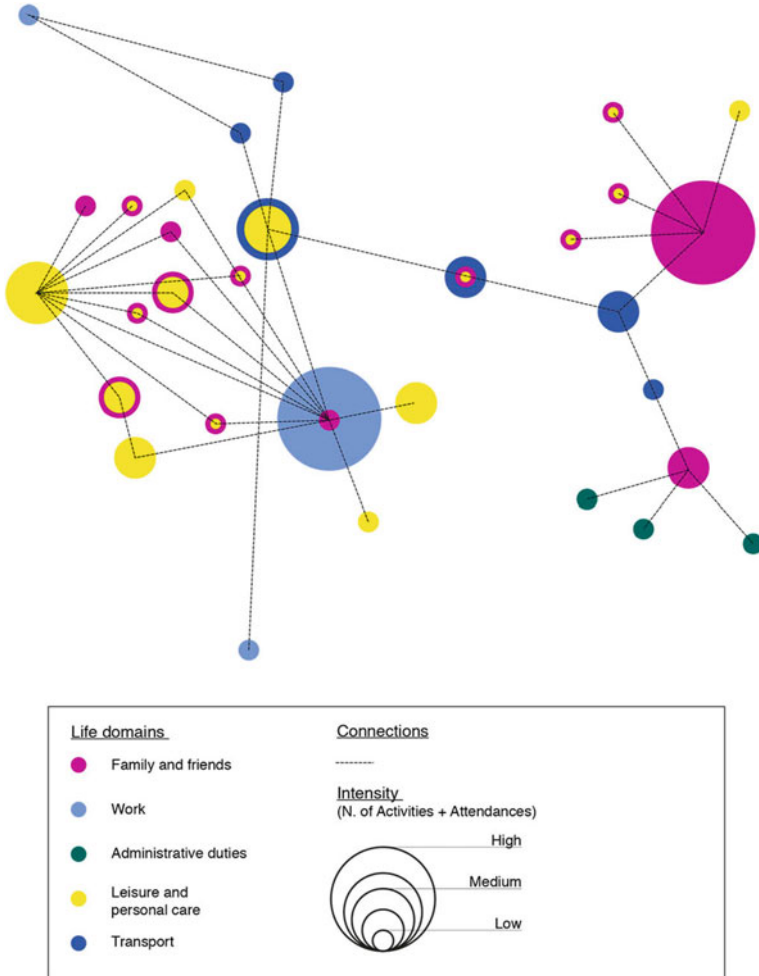 Life domains
Family and friends
Work
Administrative duties
Leisure and
personal care
Transport
Connections
Intensity
(N. of Activities + Attendances)
High
Medium
Low